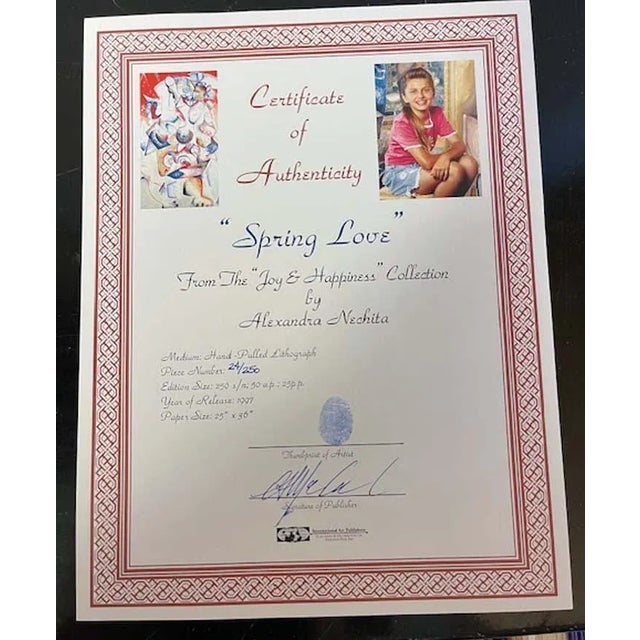 Certificate
of
Authenticity
"Spring Love"
From The "Joy & Happiness" Collection
by
Alexandra Nechita
Medium: Hand-Pulled Lithograph
Piece Number: 24/250
Edition Size: 250 s/n; 50 a.p.; 25p.p.
Year of Release: 1997
Paper Size: 25" x 36"
Thumbprint of Artist
Signature of Publisher
International Art Publishers